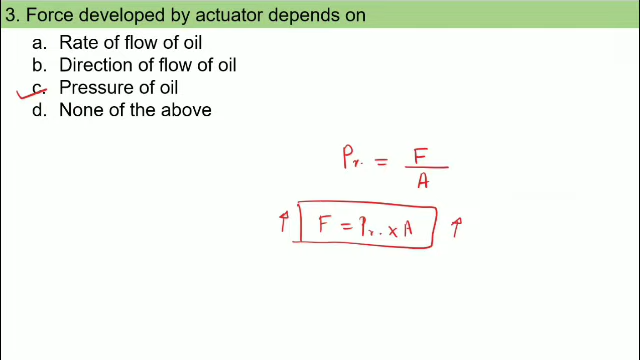 3. Force developed by actuator depends on
a. Rate of flow of oil
b. Direction of flow of oil
c. Pressure of oil
d. None of the above
Pr. = F / A
↑ F = Pr. x A ↑